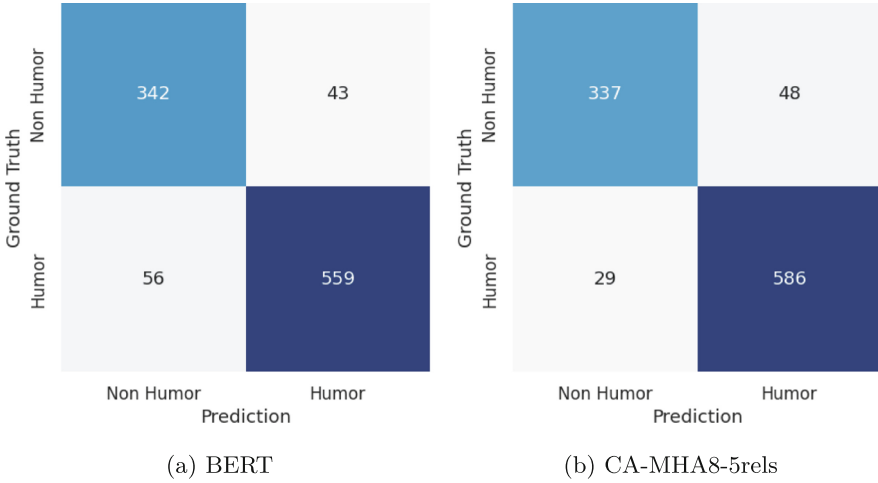 Ground Truth
Non Humor
Humor
342
43
56
559
Non Humor
Humor
Prediction
(a) BERT
Ground Truth
Non Humor
Humor
337
48
29
586
Non Humor
Humor
Prediction
(b) CA-MHA8-5rels